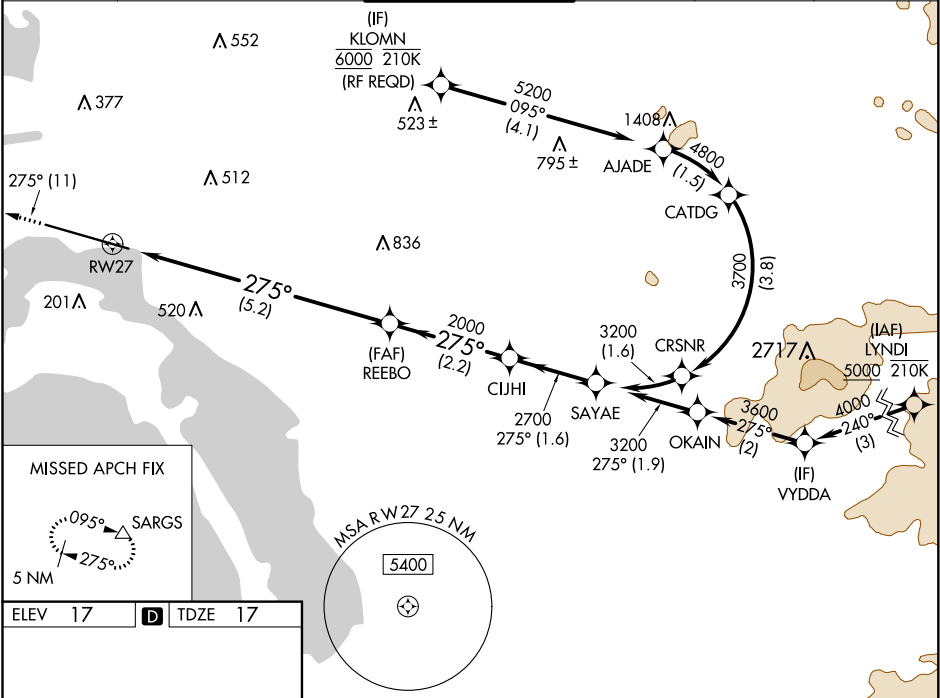 552
(IF)
KLOMN
6000 210K
(RF REQD)
377
523 ±
5200
095°
(4.1)
1408
795 ±
AJADE
4800
(1.5)
CATDG
512
275° (11)
RW27
836
3700
(3.8)
275°
(5.2)
201
520
2000
275°
(2.2)
(FAF)
REEBO
CIJHI
3200
(1.6)
CRSNR
2717
(IAF)
LYNDI
5000 210K
2700
275° (1.6)
SAYAE
3200
275° (1.9)
OKAIN
3600
275°
(2)
4000
240°
(3)
(IF)
VYDDA
MISSED APCH FIX
095°
SARGS
275°
5 NM
MSA RW27 25 NM
5400
ELEV 17 D TDZE 17